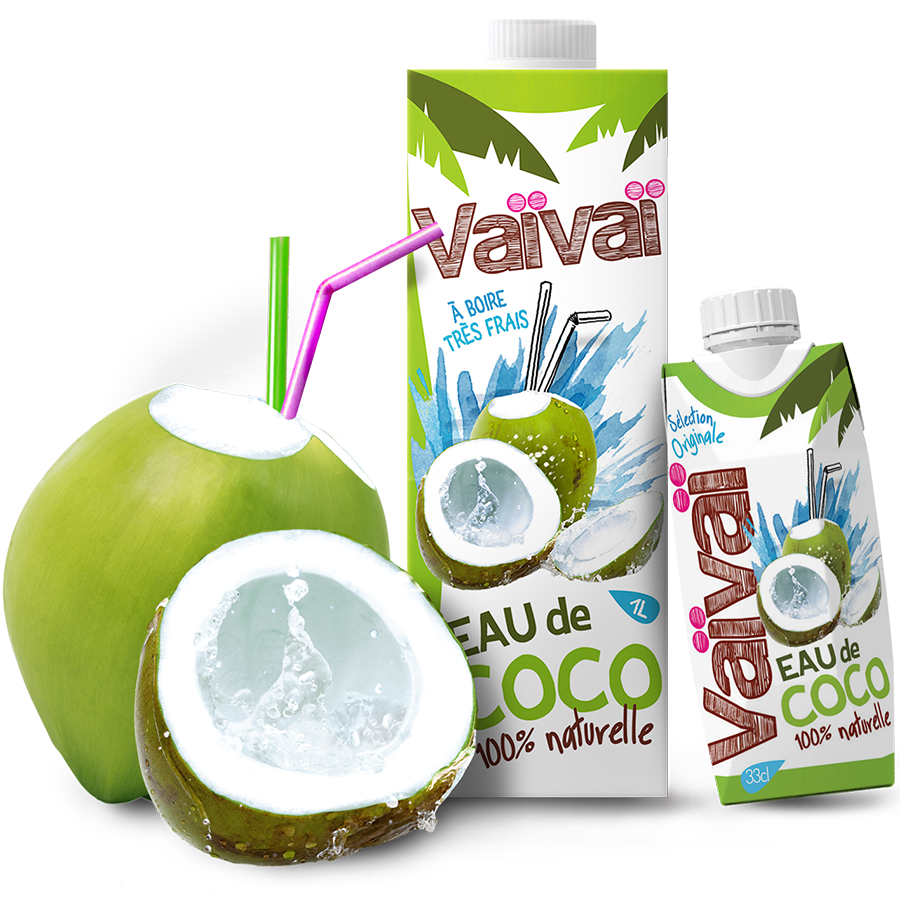 Vaïvaï
À BOIRE
TRÈS FRAIS
1L
EAU de
COCO
100% naturelle
Sélection
Originale
Vaïvaï
EAU de
COCO
100% naturelle
33cl